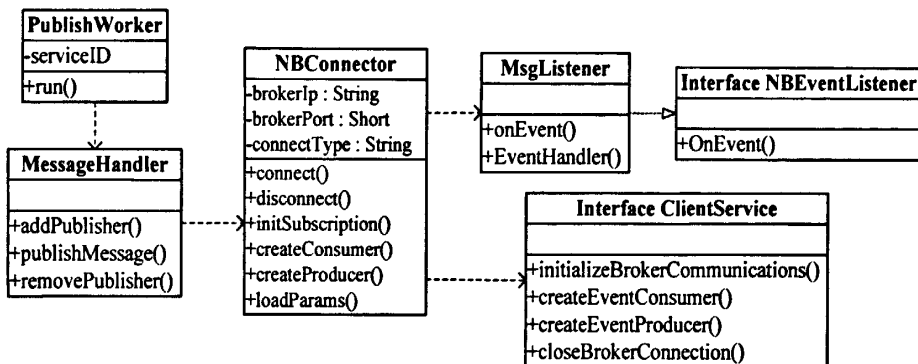 PublishWorker
-serviceID
+run()
MessageHandler
+addPublisher()
+publishMessage()
+removePublisher()
NBConnector
-brokerIp : String
-brokerPort : Short
-connectType : String
+connect()
+disconnect()
+initSubscription()
+createConsumer()
+createProducer()
+loadParams()
MsgListener
+onEvent()
+EventHandler()
Interface NBEventListener
+OnEvent()
Interface ClientService
+initializeBrokerCommunications()
+createEventConsumer()
+createEventProducer()
+closeBrokerConnection()